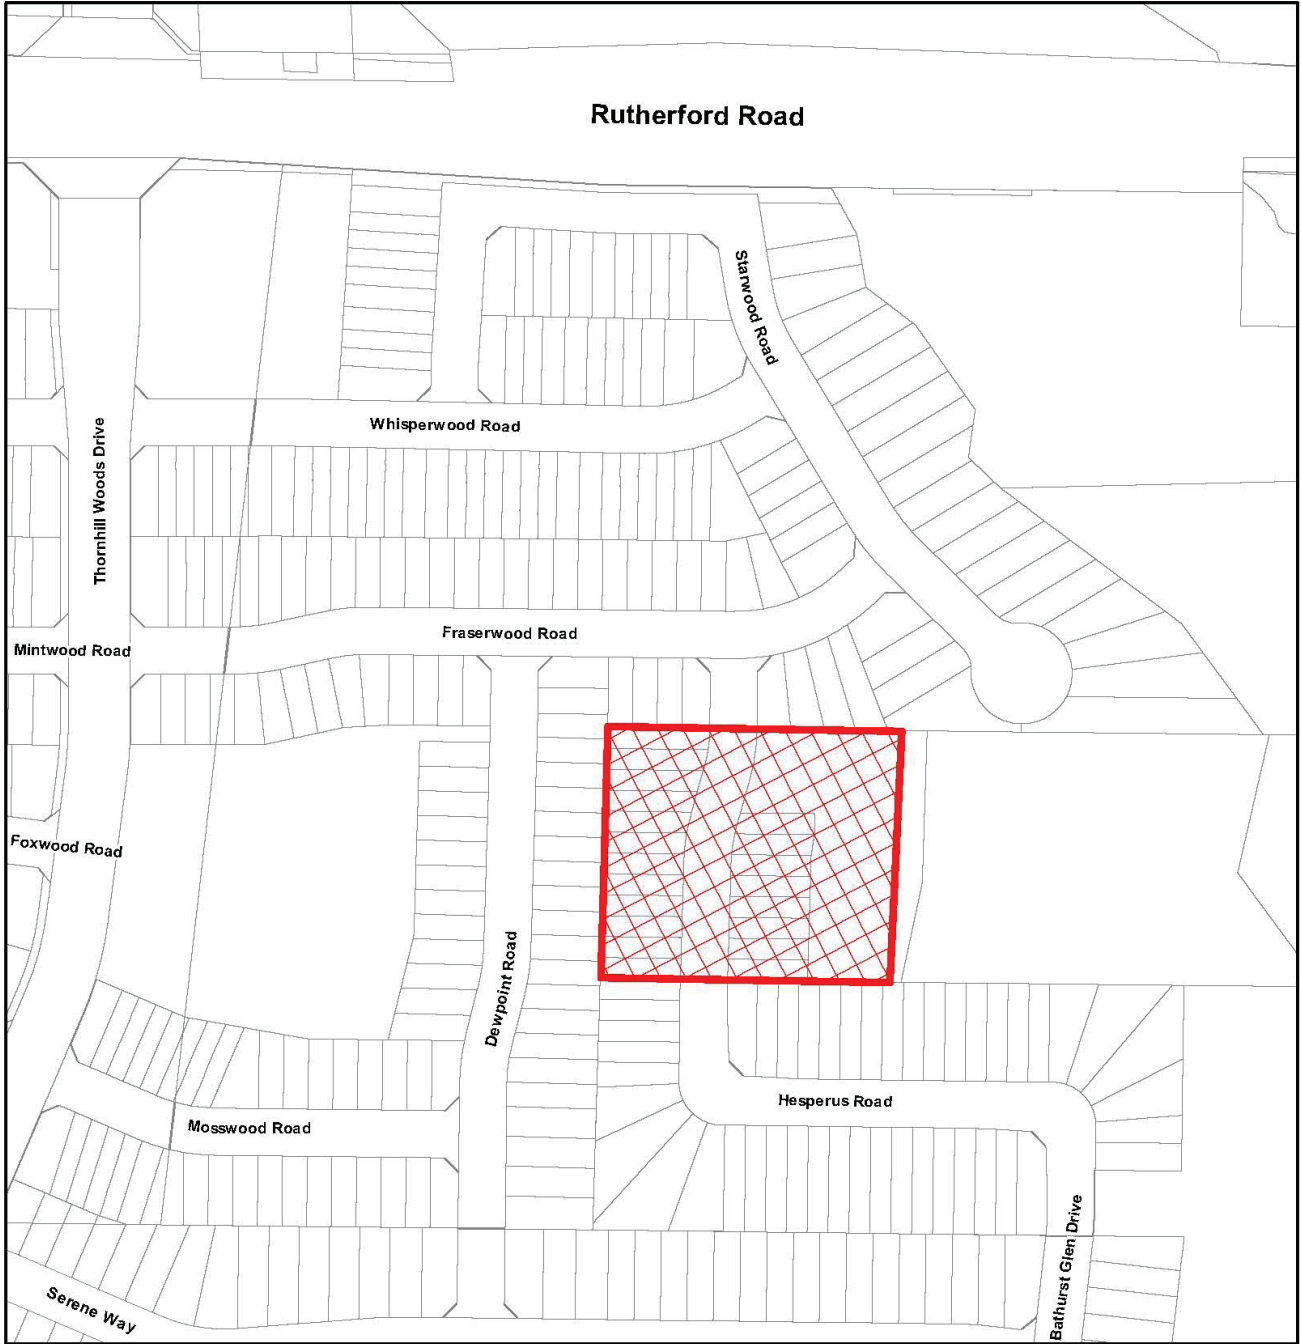 Rutherford Road
Starwood Road
Whisperwood Road
Thornhill Woods Drive
Fraserwood Road
Mintwood Road
Foxwood Road
Dewpoint Road
Hesperus Road
Mosswood Road
Bathurst Glen Drive
Serene Way